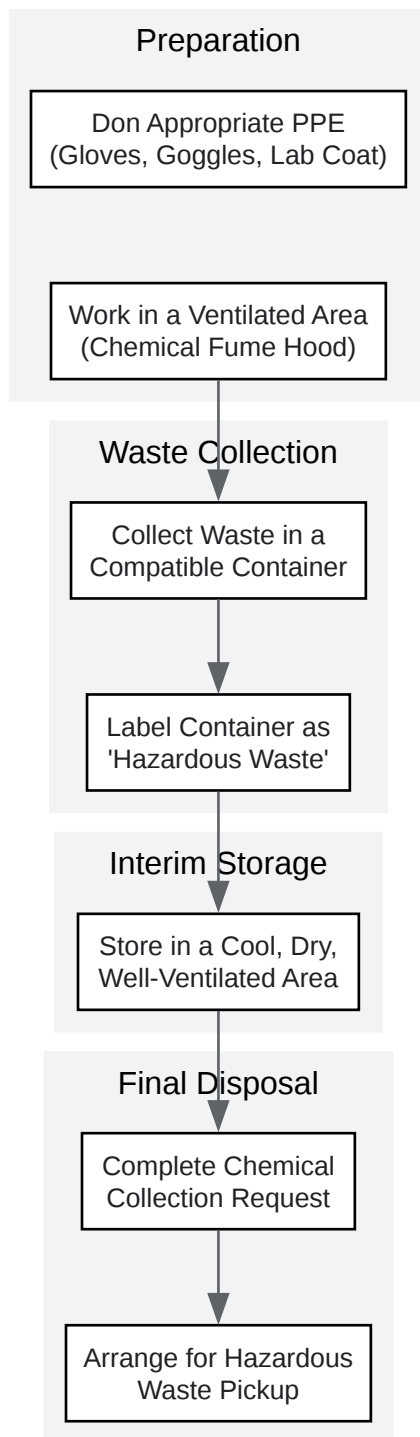 Preparation
Don Appropriate PPE
(Gloves, Goggles, Lab Coat)
Work in a Ventilated Area
(Chemical Fume Hood)
Waste Collection
Collect Waste in a
Compatible Container
Label Container as
'Hazardous Waste'
Interim Storage
Store in a Cool, Dry,
Well-Ventilated Area
Final Disposal
Complete Chemical
Collection Request
Arrange for Hazardous
Waste Pickup